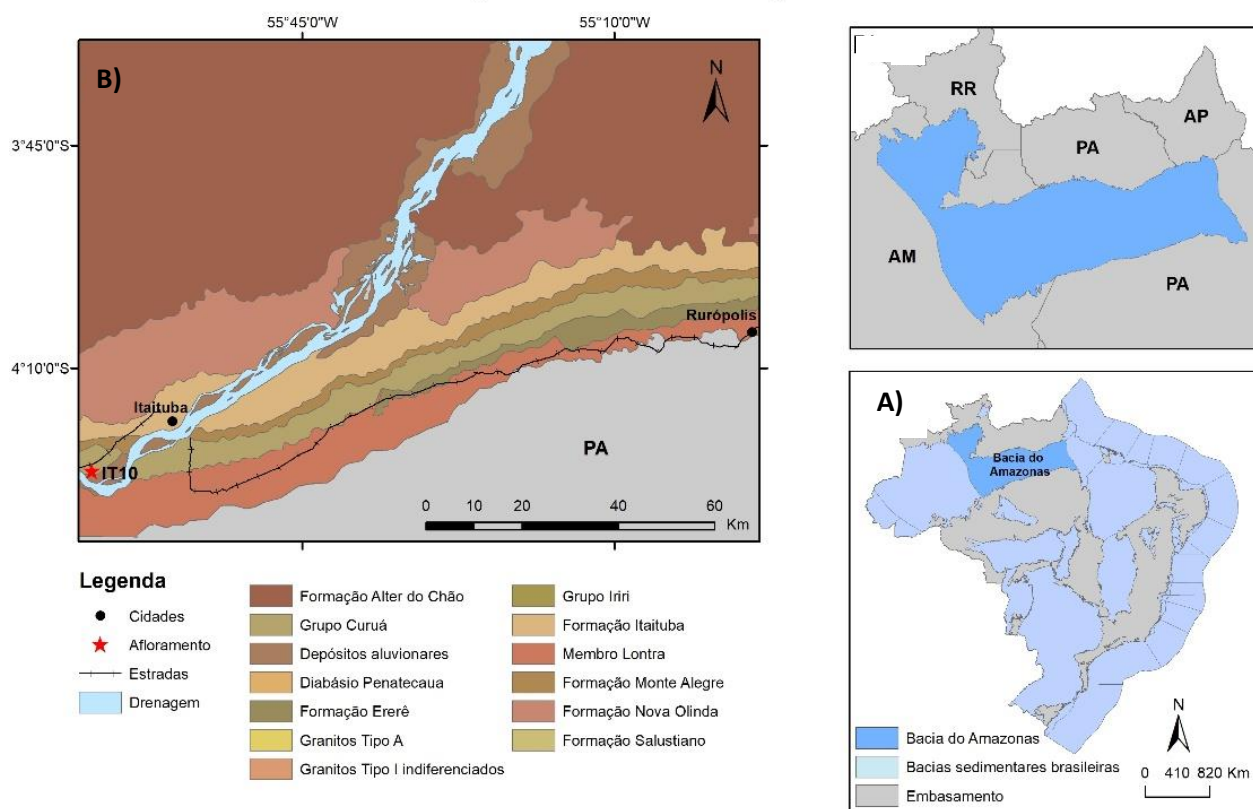 55°45'0"W
55°10'0"W
B)
N
3°45'0"S
4°10'0"S
Rurópolis
Itaituba
IT10
PA
0 10 20 40 60
Km
Legenda
Cidades
Afloramento
Estradas
Drenagem
Formação Alter do Chão
Grupo Curuá
Depósitos aluvionares
Diabásio Penatecaua
Formação Ererê
Granitos Tipo A
Granitos Tipo I indiferenciados
Grupo Iriri
Formação Itaituba
Membro Lontra
Formação Monte Alegre
Formação Nova Olinda
Formação Salustiano
RR
AP
PA
AM
PA
A)
Bacia do
Amazonas
N
Bacia do Amazonas
Bacias sedimentares brasileiras
Embasamento
0 410 820 Km